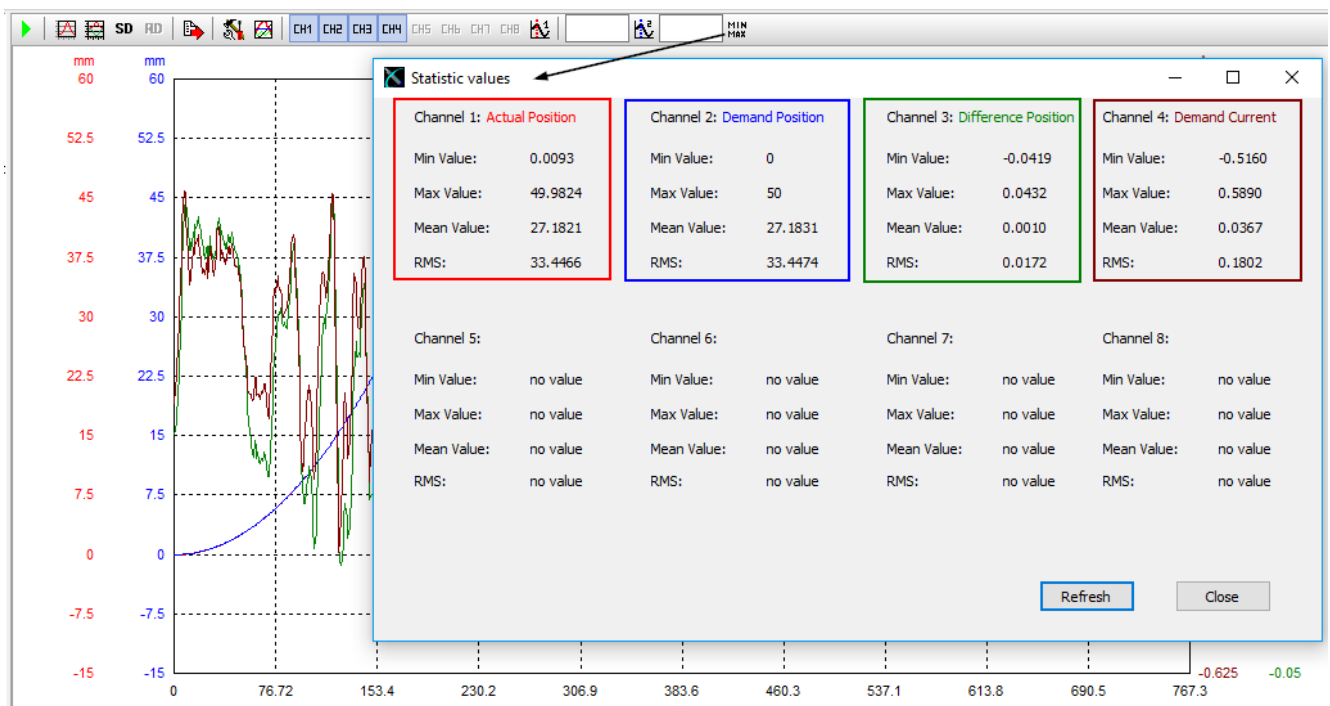 SD RD CH1 CH2 CH3 CH4 CH5 CH6 CH7 CH8 1 2 MIN
MAX
mm mm
60 60
52.5 52.5
45 45
37.5 37.5
30 30
22.5 22.5
15 15
7.5 7.5
0 0
-7.5 -7.5
-15 -15
Statistic values
Channel 1: Actual Position
Min Value: 0.0093
Max Value: 49.9824
Mean Value: 27.1821
RMS: 33.4466
Channel 2: Demand Position
Min Value: 0
Max Value: 50
Mean Value: 27.1831
RMS: 33.4474
Channel 3: Difference Position
Min Value: -0.0419
Max Value: 0.0432
Mean Value: 0.0010
RMS: 0.0172
Channel 4: Demand Current
Min Value: -0.5160
Max Value: 0.5890
Mean Value: 0.0367
RMS: 0.1802
Channel 5:
Min Value: no value
Max Value: no value
Mean Value: no value
RMS: no value
Channel 6:
Min Value: no value
Max Value: no value
Mean Value: no value
RMS: no value
Channel 7:
Min Value: no value
Max Value: no value
Mean Value: no value
RMS: no value
Channel 8:
Min Value: no value
Max Value: no value
Mean Value: no value
RMS: no value
Refresh Close
-0.625 -0.05
0 76.72 153.4 230.2 306.9 383.6 460.3 537.1 613.8 690.5 767.3